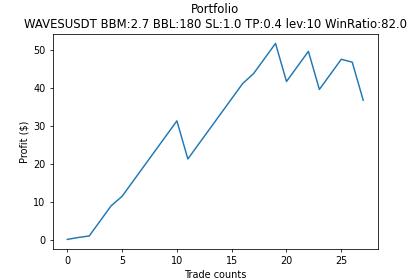 Portfolio
WAVESUSDT BBM:2.7 BBL:180 SL:1.0 TP:0.4 lev:10 WinRatio:82.0
Profit ($)
50
40
30
20
10
0
0 5 10 15 20 25
Trade counts